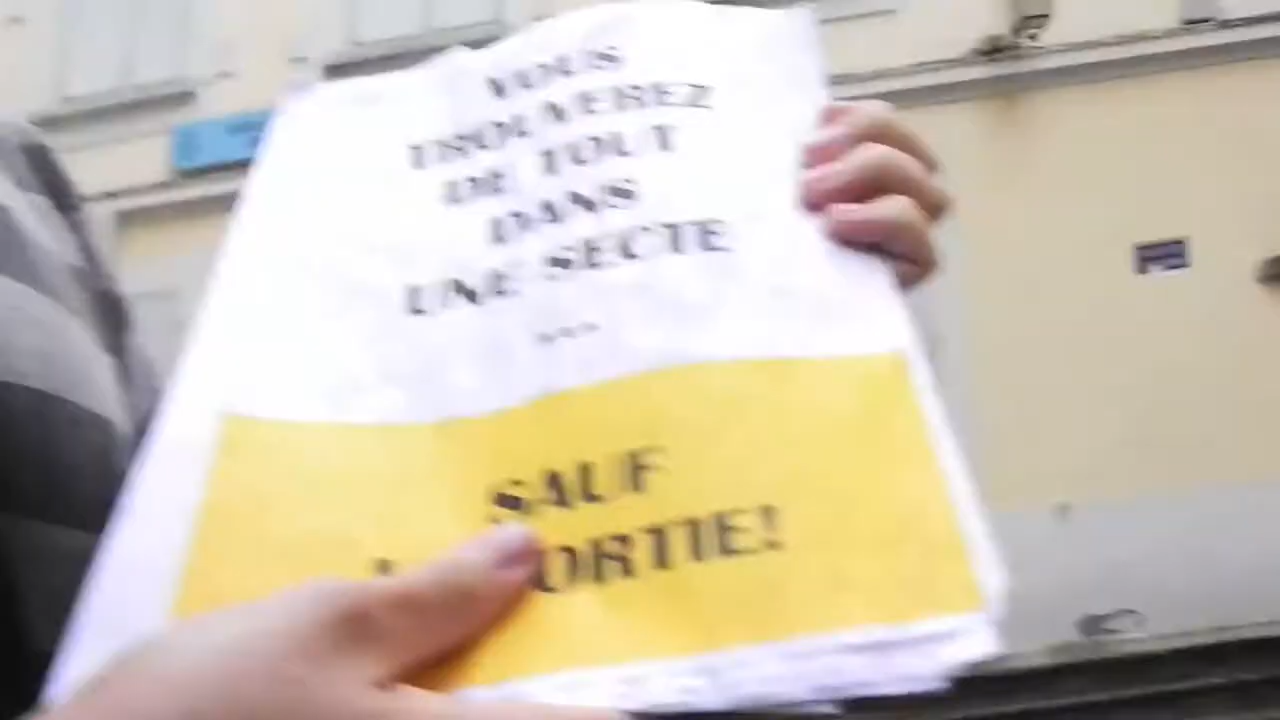 VOUS
TROUVEREZ
DE TOUT
DANS
UNE SECTE
...
SAUF
ORTIE!